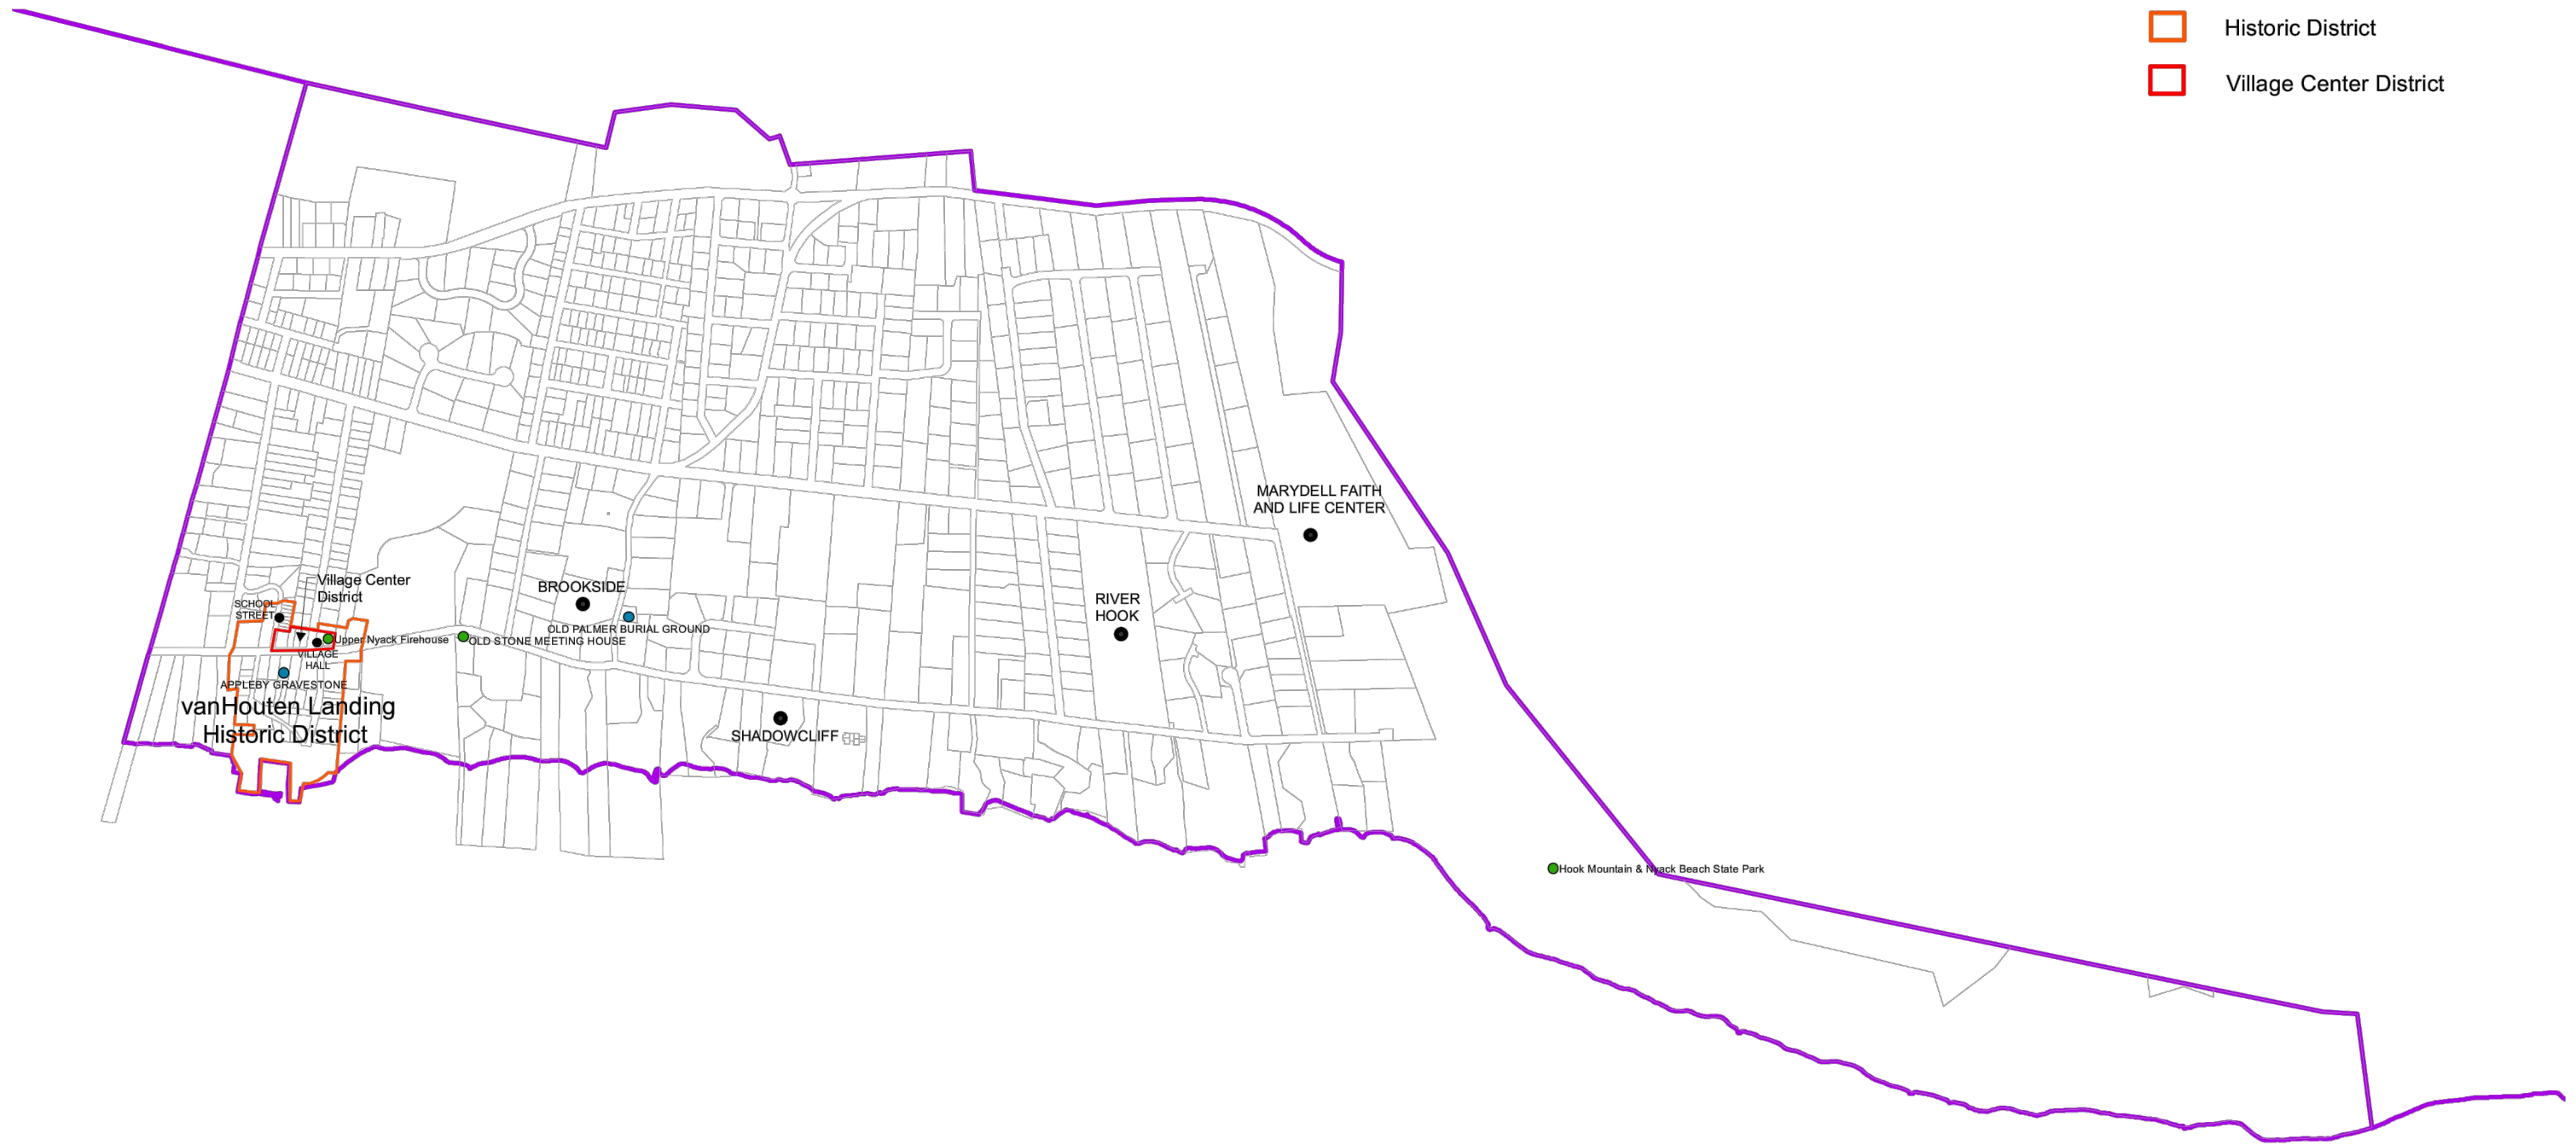 Historic District
Village Center District
MARYDELL FAITH
AND LIFE CENTER
Village Center
District
BROOKSIDE
SCHOOL
STREET
RIVER
HOOK
OLD PALMER BURIAL GROUND
Upper Nyack Firehouse
OLD STONE MEETING HOUSE
VILLAGE
HALL
APPLEBY GRAVESTONE
vanHouten Landing
Historic District
SHADOWCLIFF
Hook Mountain & Nyack Beach State Park